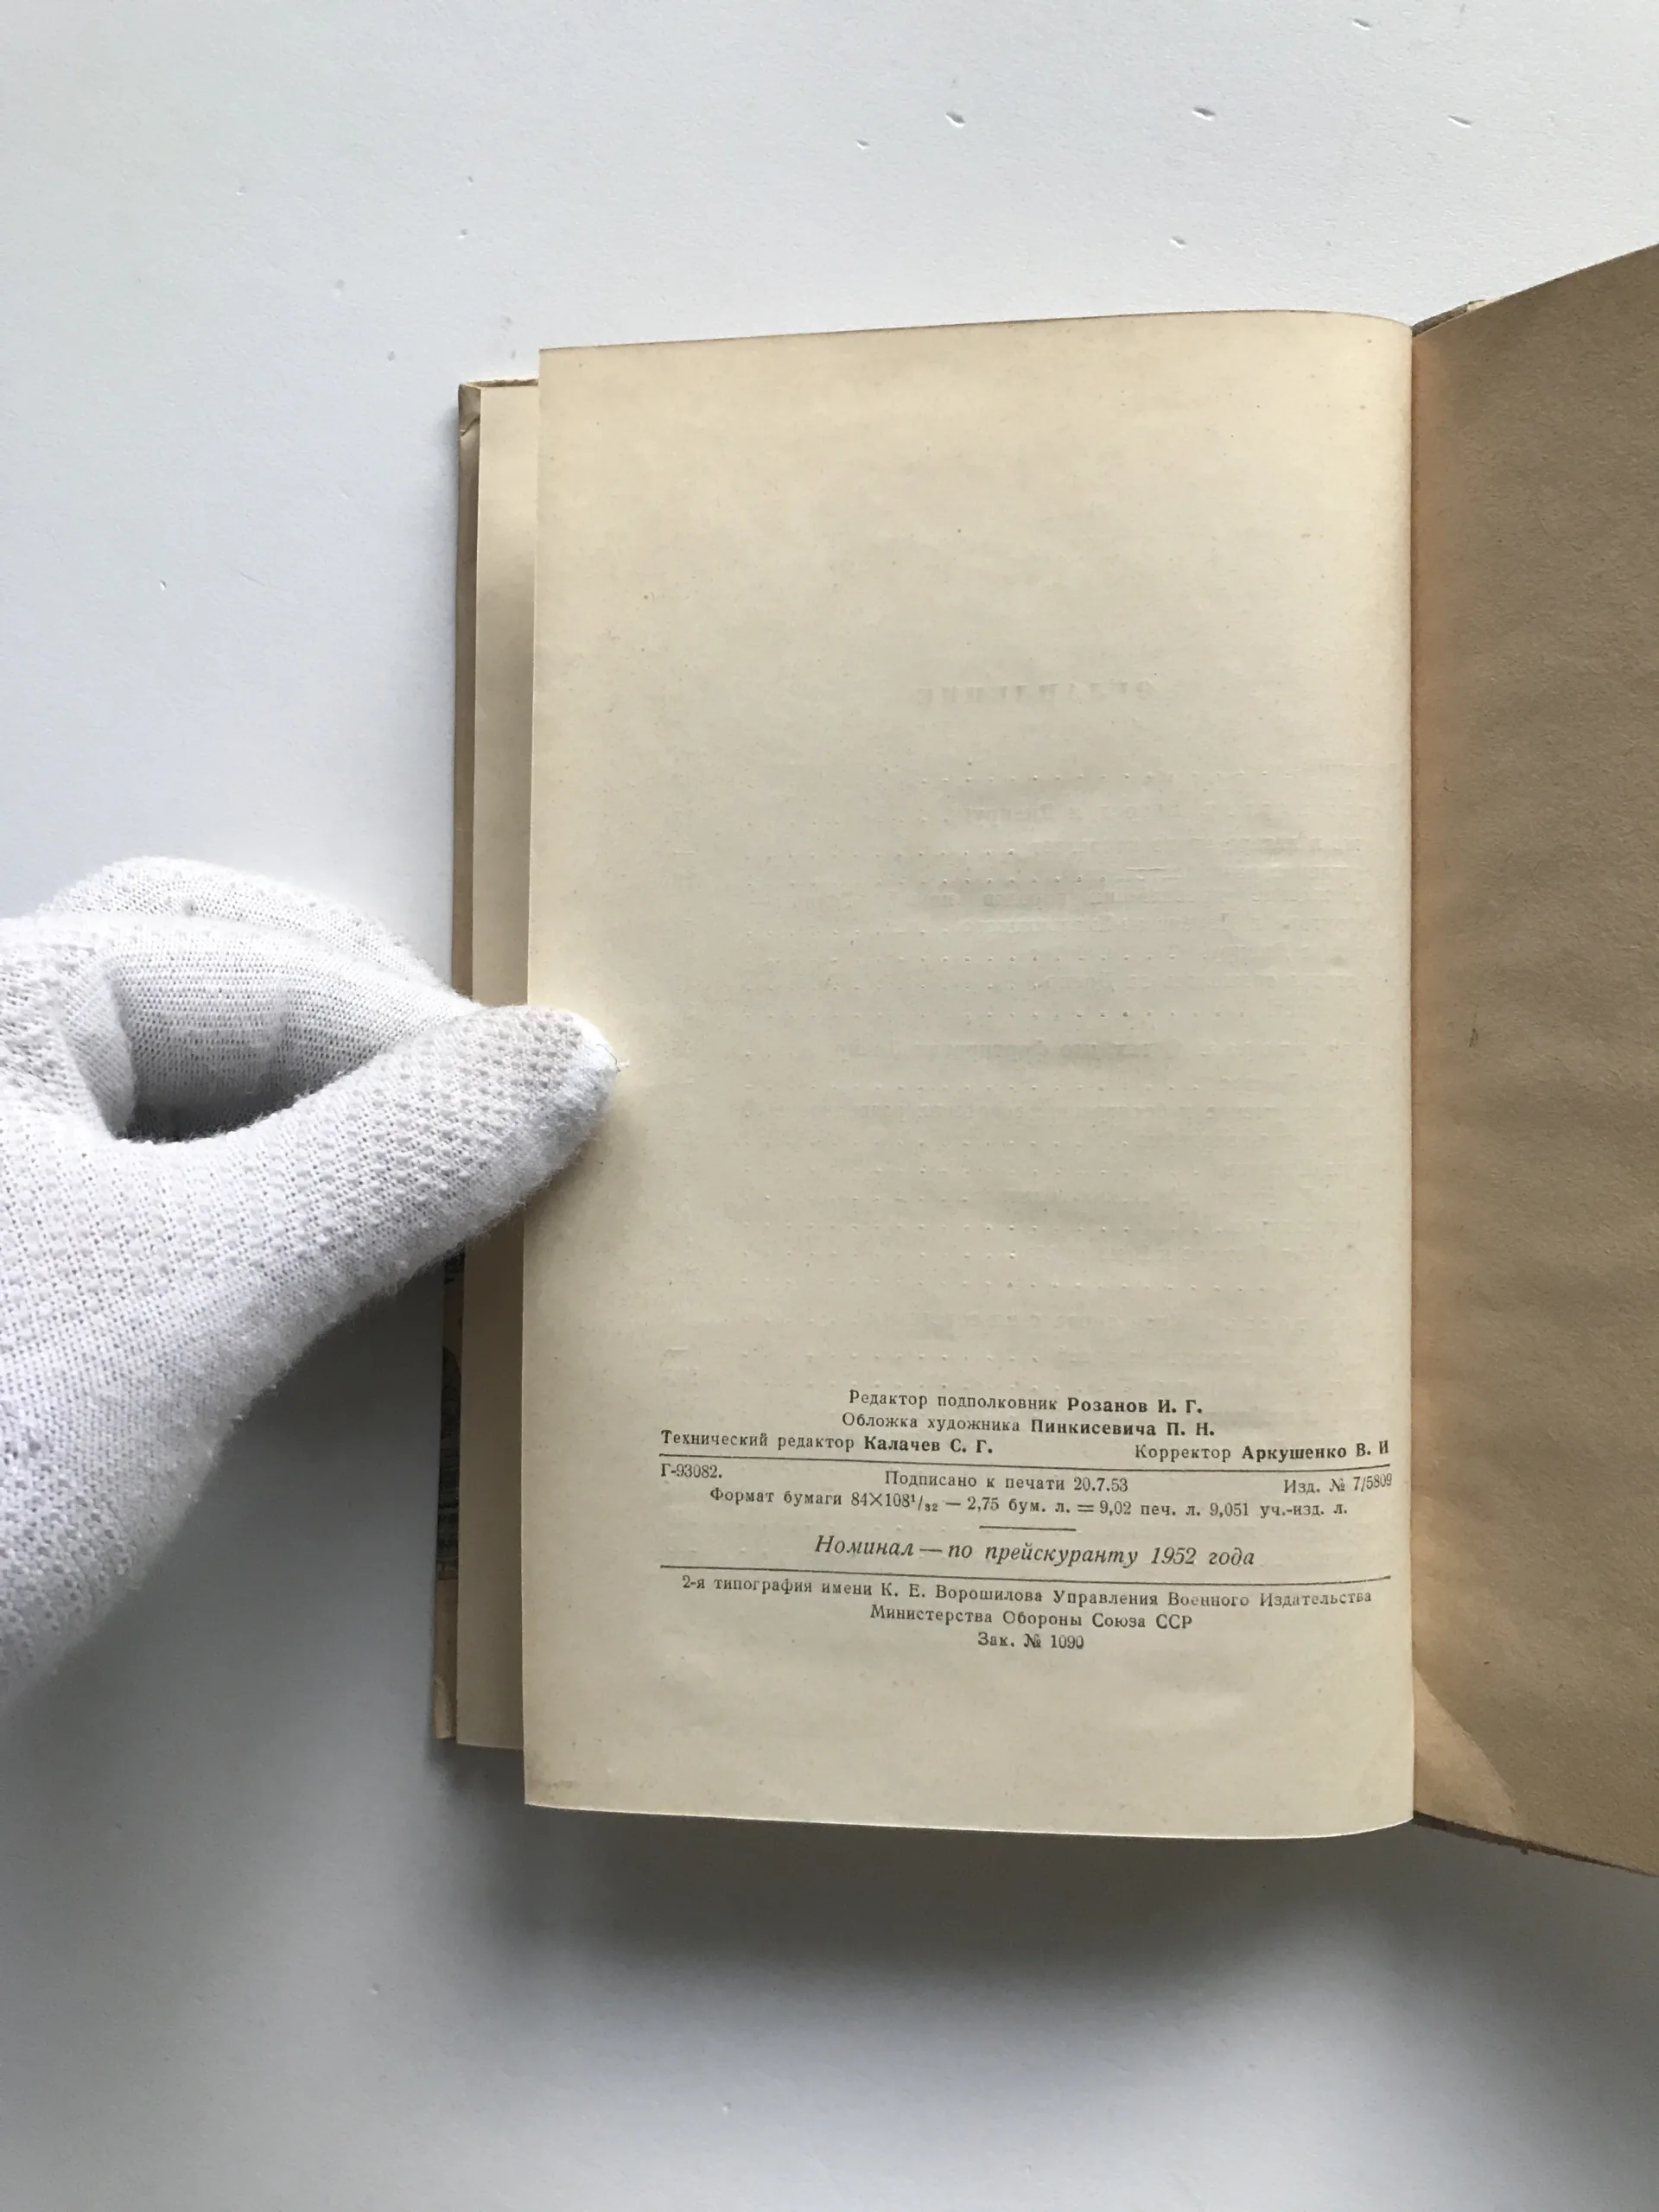 Редактор подполковник Розанов И. Г.
Обложка художника Пинкисевича П. Н.
Технический редактор Калачев С. Г. Корректор Аркушенко В. И
Г-93082. Подписано к печати 20.7.53 Изд. № 7/5809
Формат бумаги 84×108¹/₃₂ — 2,75 бум. л. = 9,02 печ. л. 9,051 уч.-изд. л.
Номинал — по прейскуранту 1952 года
2-я типография имени К. Е. Ворошилова Управления Военного Издательства
Министерства Обороны Союза ССР
Зак. № 1090